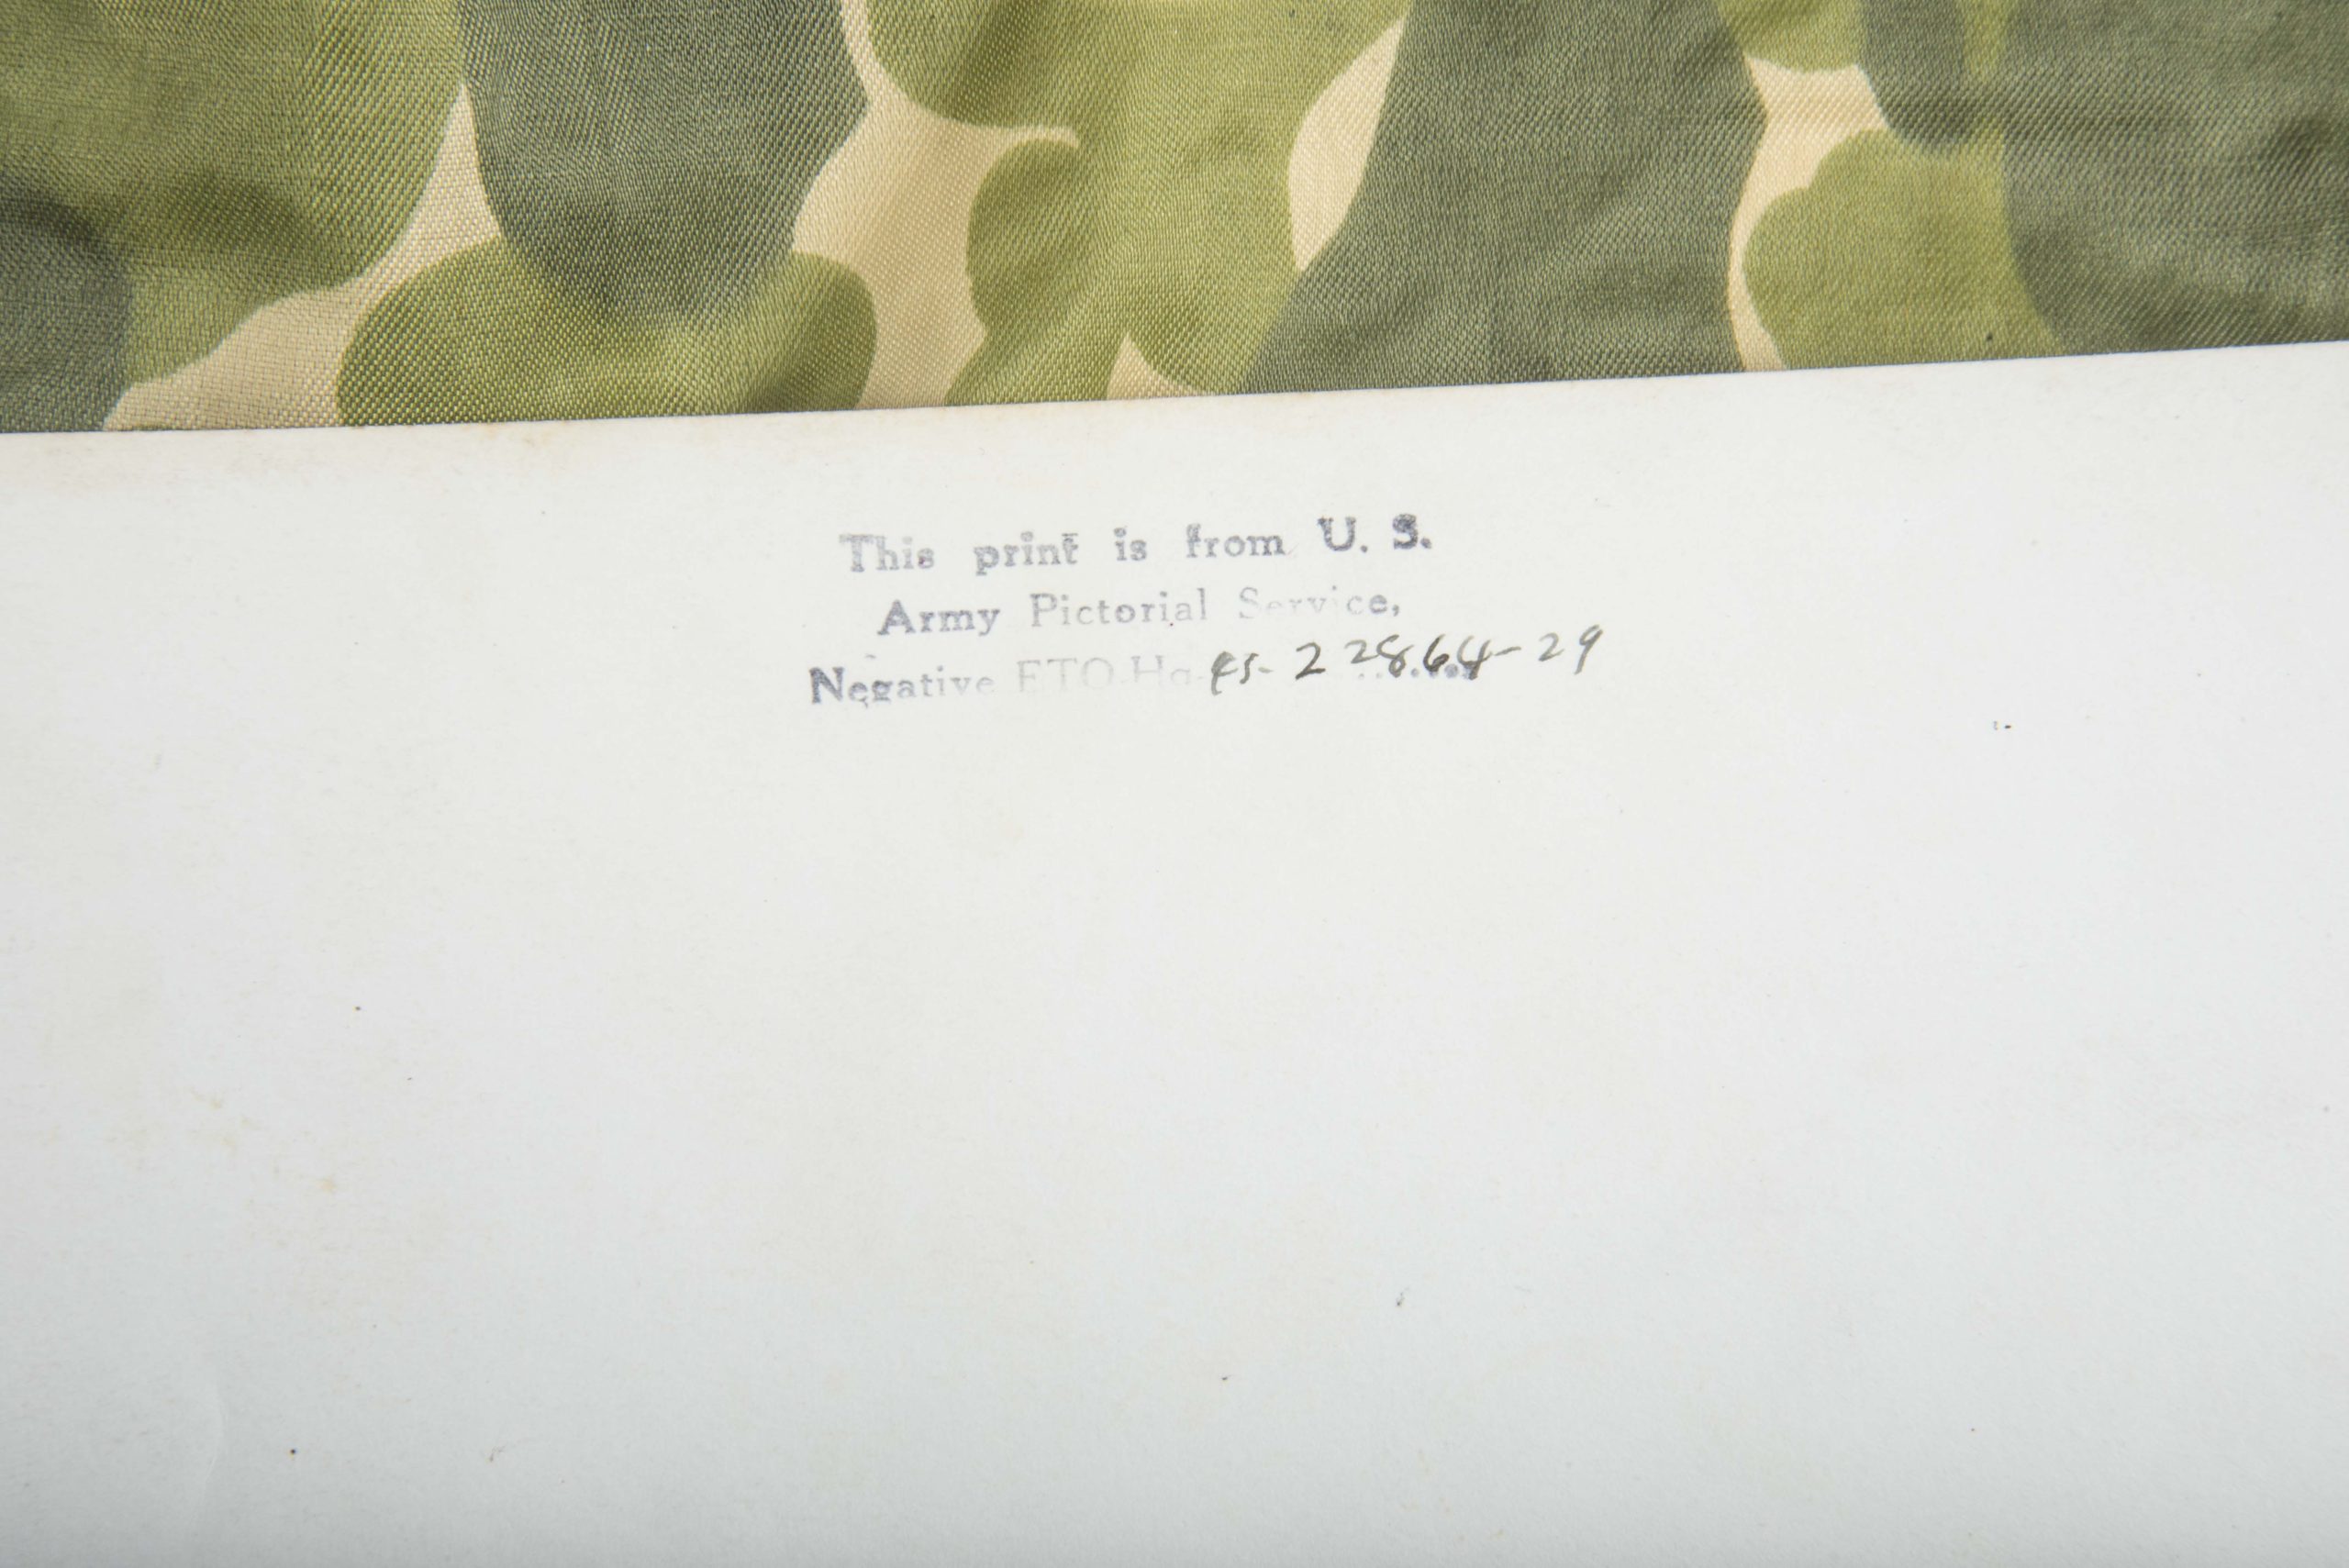 This print is from U. S.
Army Pictorial Service,
Negative ETO-Hq- 45- 22864-29